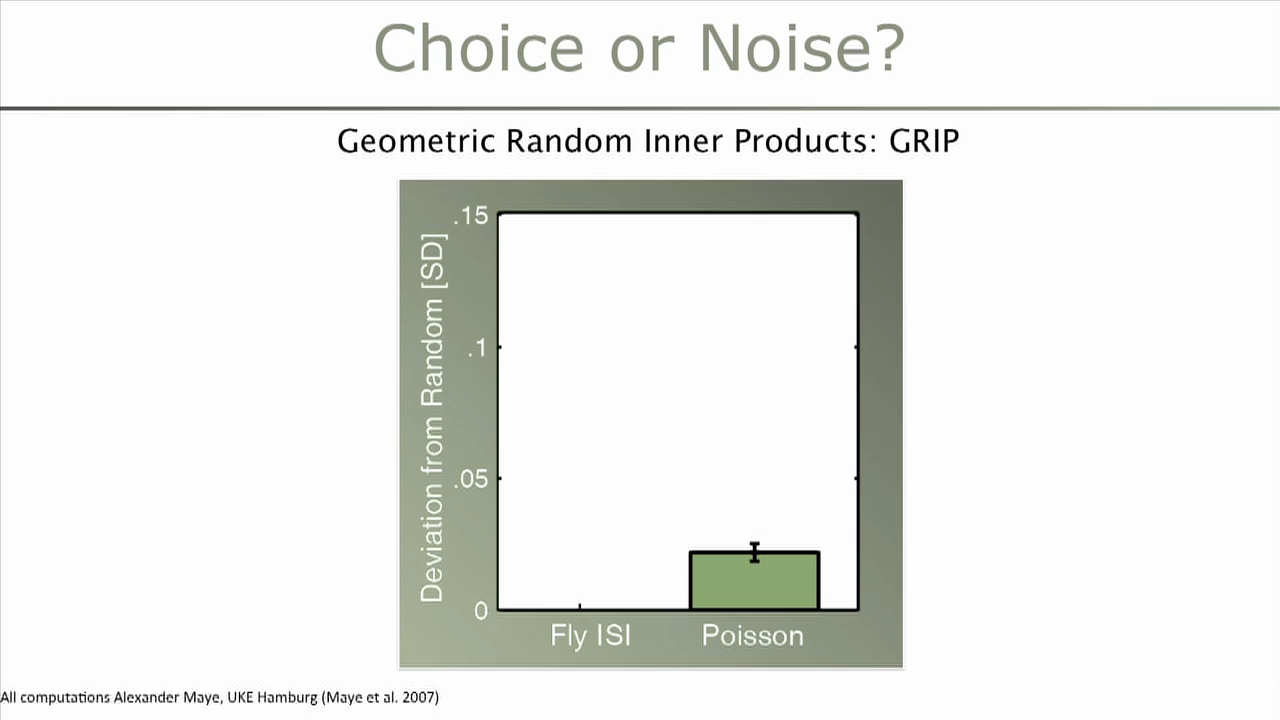 Choice or Noise?
Geometric Random Inner Products: GRIP
Deviation from Random [SD]
.15
.1
.05
0
Fly ISI
Poisson
All computations Alexander Maye, UKE Hamburg (Maye et al. 2007)